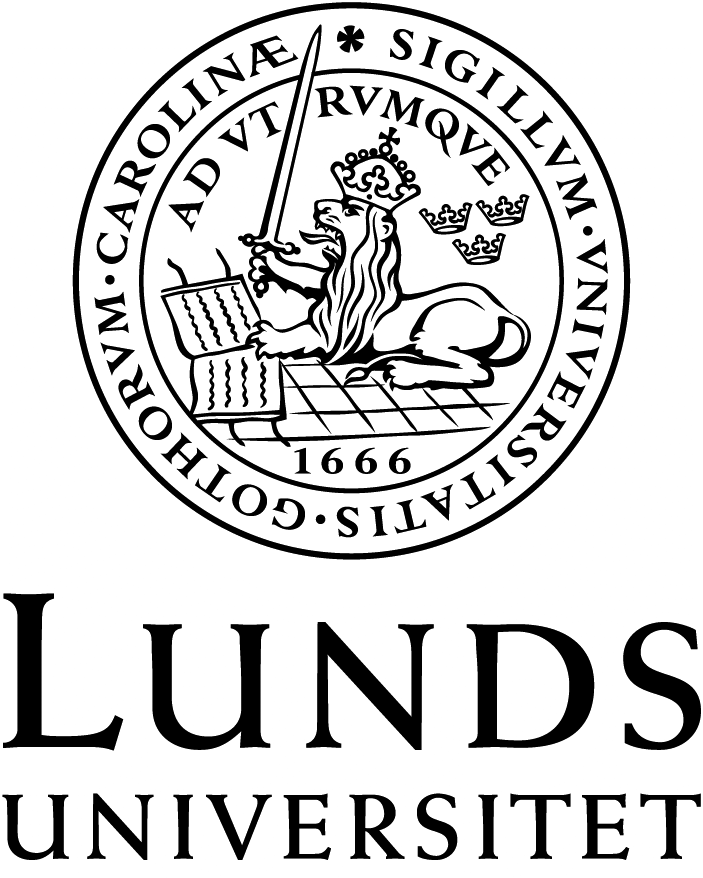 * SIGILLVM · VNIVERSITATIS · GOTHORVM · CAROLINÆ
AD VTRVMQVE
1666
LUNDS
UNIVERSITET